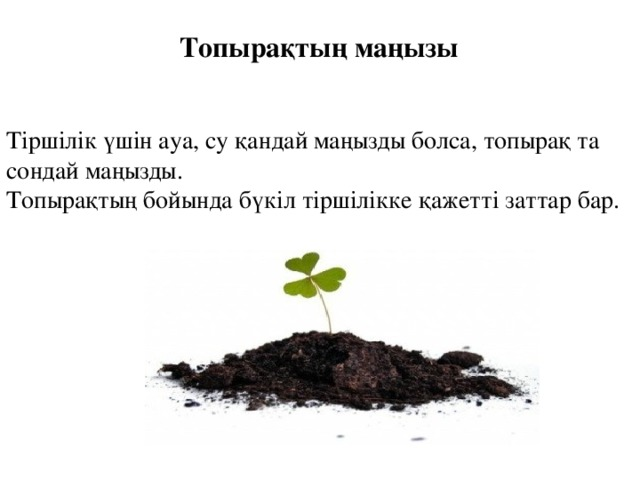 Топырақтың маңызы
Тіршілік үшін ауа, су қандай маңызды болса, топырақ та
сондай маңызды.
Топырақтың бойында бүкіл тіршілікке қажетті заттар бар.